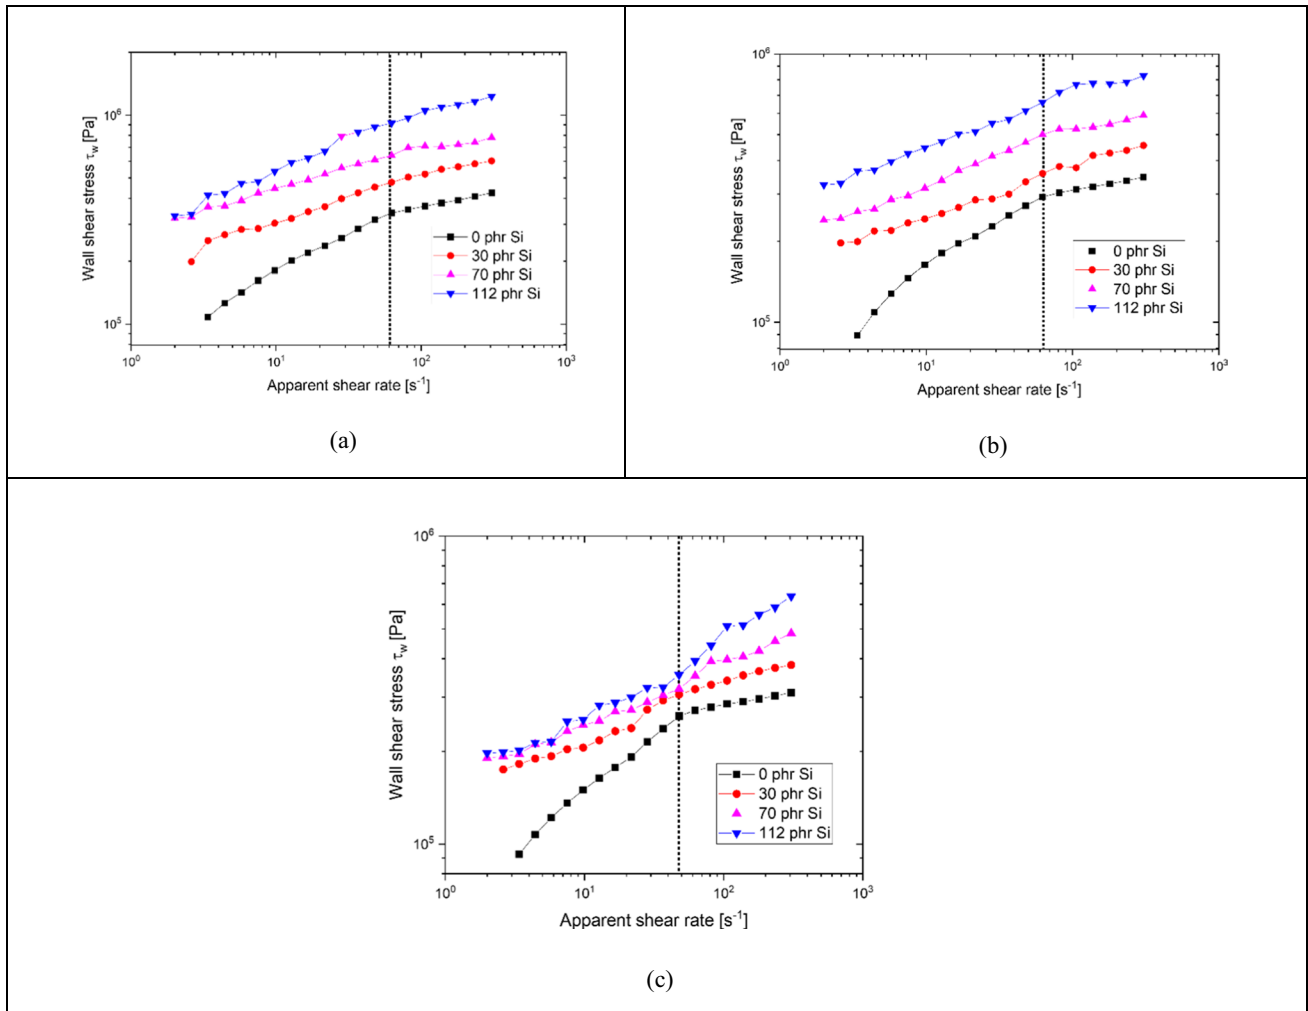 10⁶
Wall shear stress τw [Pa]
0 phr Si
30 phr Si
70 phr Si
112 phr Si
10⁵
10⁰ 10¹ 10² 10³
Apparent shear rate [s⁻¹]
(a)
10⁶
Wall shear stress τw [Pa]
0 phr Si
30 phr Si
70 phr Si
112 phr Si
10⁵
10⁰ 10¹ 10² 10³
Apparent shear rate [s⁻¹]
(b)
10⁶
Wall shear stress τw [Pa]
0 phr Si
30 phr Si
70 phr Si
112 phr Si
10⁵
10⁰ 10¹ 10² 10³
Apparent shear rate [s⁻¹]
(c)